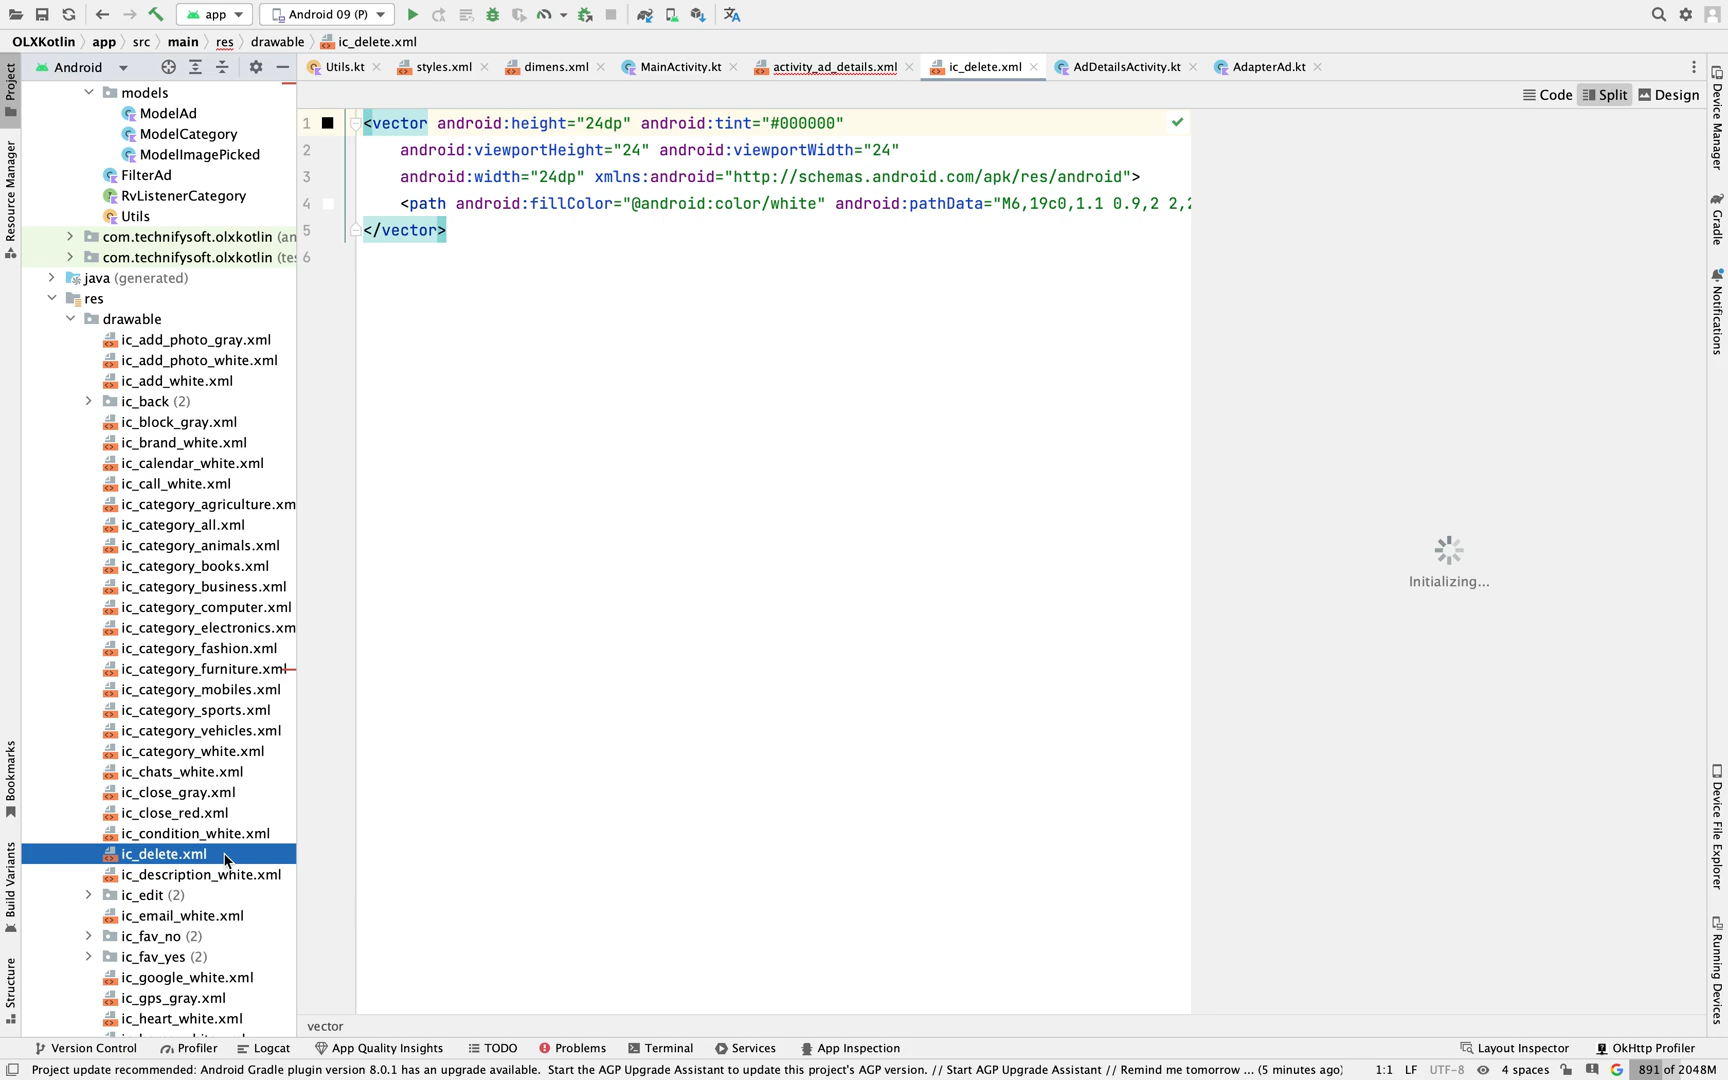 app
Android 09 (P)
OLXKotlin app src main res drawable ic_delete.xml
Android
Utils.kt styles.xml dimens.xml MainActivity.kt activity_ad_details.xml ic_delete.xml AdDetailsActivity.kt AdapterAd.kt
Code Split Design
Project
Resource Manager
Bookmarks
Build Variants
Structure
models
ModelAd
ModelCategory
ModelImagePicked
FilterAd
RvListenerCategory
Utils
com.technifysoft.olxkotlin (an
com.technifysoft.olxkotlin (tes
java (generated)
res
drawable
ic_add_photo_gray.xml
ic_add_photo_white.xml
ic_add_white.xml
ic_back (2)
ic_block_gray.xml
ic_brand_white.xml
ic_calendar_white.xml
ic_call_white.xml
ic_category_agriculture.xm
ic_category_all.xml
ic_category_animals.xml
ic_category_books.xml
ic_category_business.xml
ic_category_computer.xml
ic_category_electronics.xm
ic_category_fashion.xml
ic_category_furniture.xml
ic_category_mobiles.xml
ic_category_sports.xml
ic_category_vehicles.xml
ic_category_white.xml
ic_chats_white.xml
ic_close_gray.xml
ic_close_red.xml
ic_condition_white.xml
ic_delete.xml
ic_description_white.xml
ic_edit (2)
ic_email_white.xml
ic_fav_no (2)
ic_fav_yes (2)
ic_google_white.xml
ic_gps_gray.xml
ic_heart_white.xml
1 <vector android:height="24dp" android:tint="#000000"
2 android:viewportHeight="24" android:viewportWidth="24"
3 android:width="24dp" xmlns:android="http://schemas.android.com/apk/res/android">
4 <path android:fillColor="@android:color/white" android:pathData="M6,19c0,1.1 0.9,2 2,2
5 </vector>
6
Initializing...
Device Manager
Gradle
Notifications
Device File Explorer
Running Devices
vector
Version Control Profiler Logcat App Quality Insights TODO Problems Terminal Services App Inspection Layout Inspector OkHttp Profiler
Project update recommended: Android Gradle plugin version 8.0.1 has an upgrade available. Start the AGP Upgrade Assistant to update this project's AGP version. // Start AGP Upgrade Assistant // Remind me tomorrow ... (5 minutes ago) 1:1 LF UTF-8 4 spaces 891 of 2048M